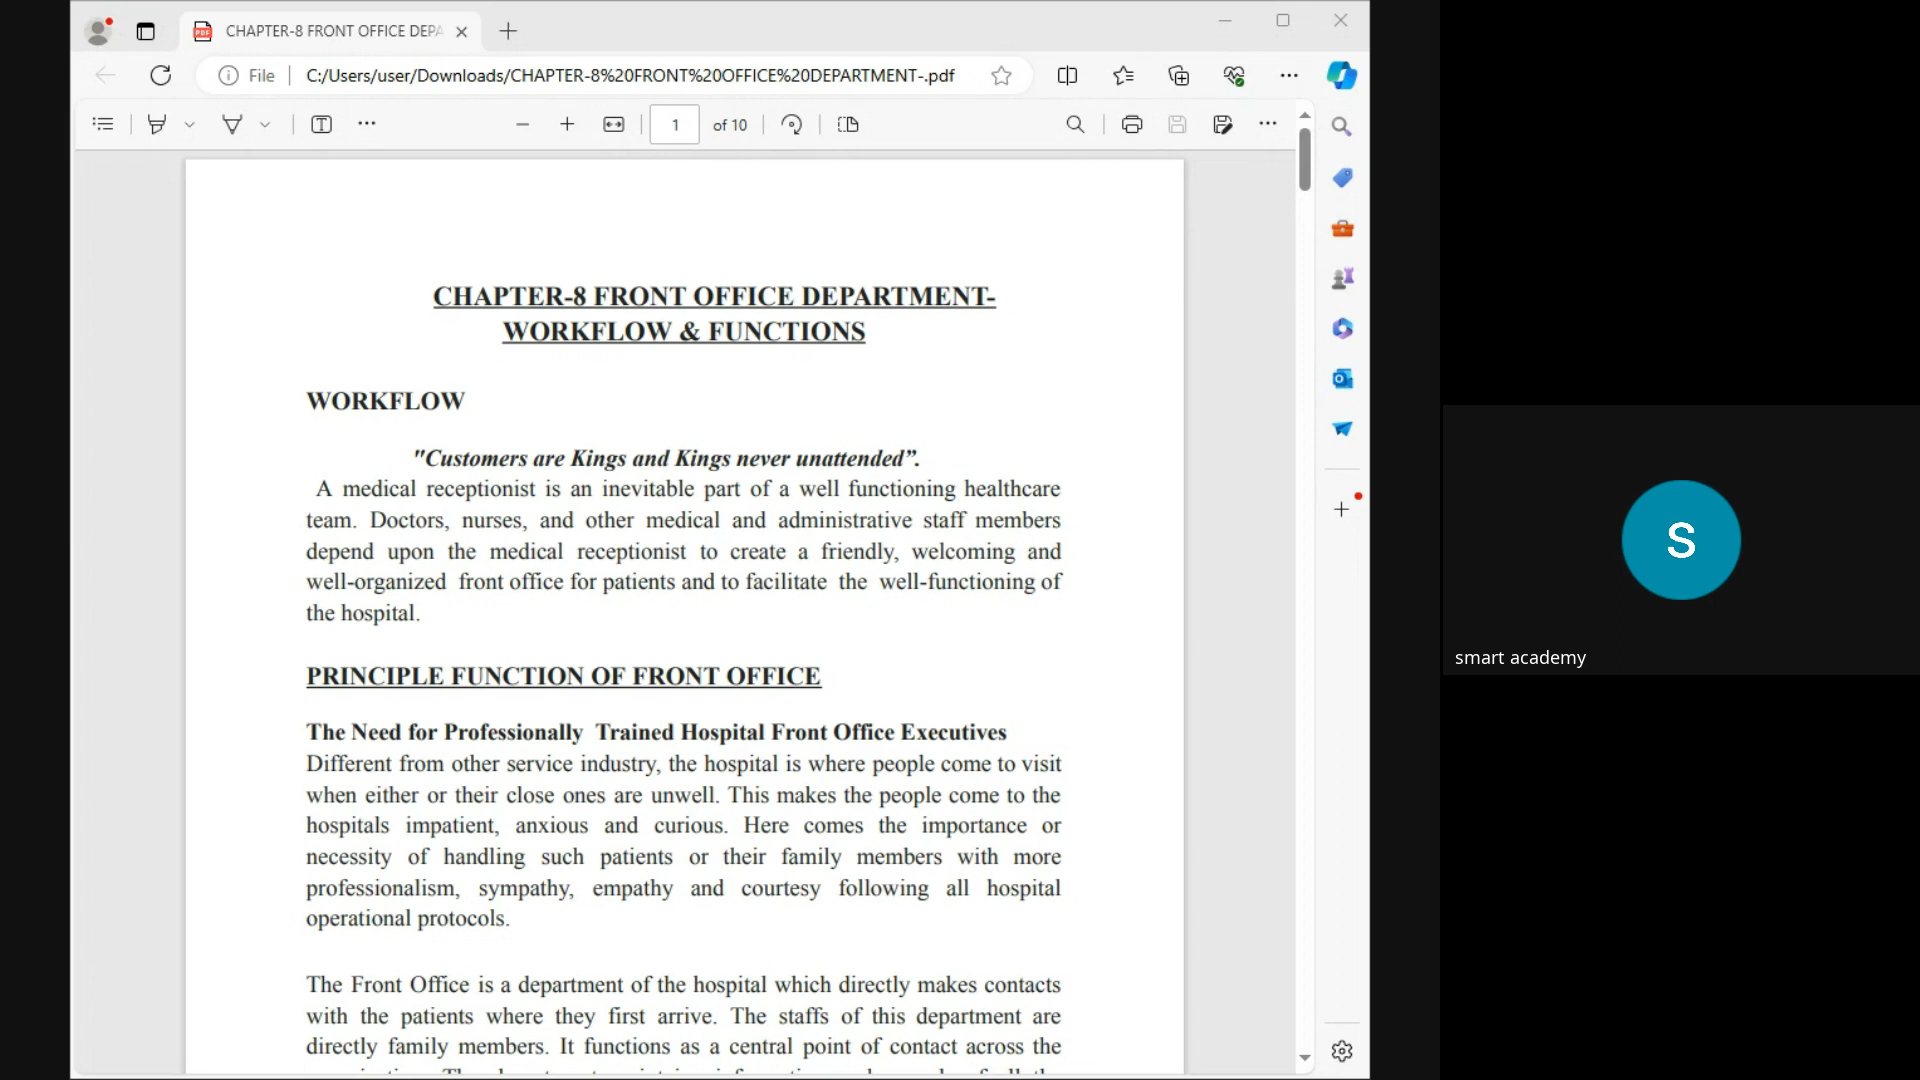 CHAPTER-8 FRONT OFFICE DEPA
File
C:/Users/user/Downloads/CHAPTER-8%20FRONT%20OFFICE%20DEPARTMENT-.pdf
1 of 10
CHAPTER-8 FRONT OFFICE DEPARTMENT-
WORKFLOW & FUNCTIONS
WORKFLOW
"Customers are Kings and Kings never unattended”.
A medical receptionist is an inevitable part of a well functioning healthcare
team. Doctors, nurses, and other medical and administrative staff members
depend upon the medical receptionist to create a friendly, welcoming and
well-organized front office for patients and to facilitate the well-functioning of
the hospital.
PRINCIPLE FUNCTION OF FRONT OFFICE
The Need for Professionally Trained Hospital Front Office Executives
Different from other service industry, the hospital is where people come to visit
when either or their close ones are unwell. This makes the people come to the
hospitals impatient, anxious and curious. Here comes the importance or
necessity of handling such patients or their family members with more
professionalism, sympathy, empathy and courtesy following all hospital
operational protocols.
The Front Office is a department of the hospital which directly makes contacts
with the patients where they first arrive. The staffs of this department are
directly family members. It functions as a central point of contact across the
S
smart academy